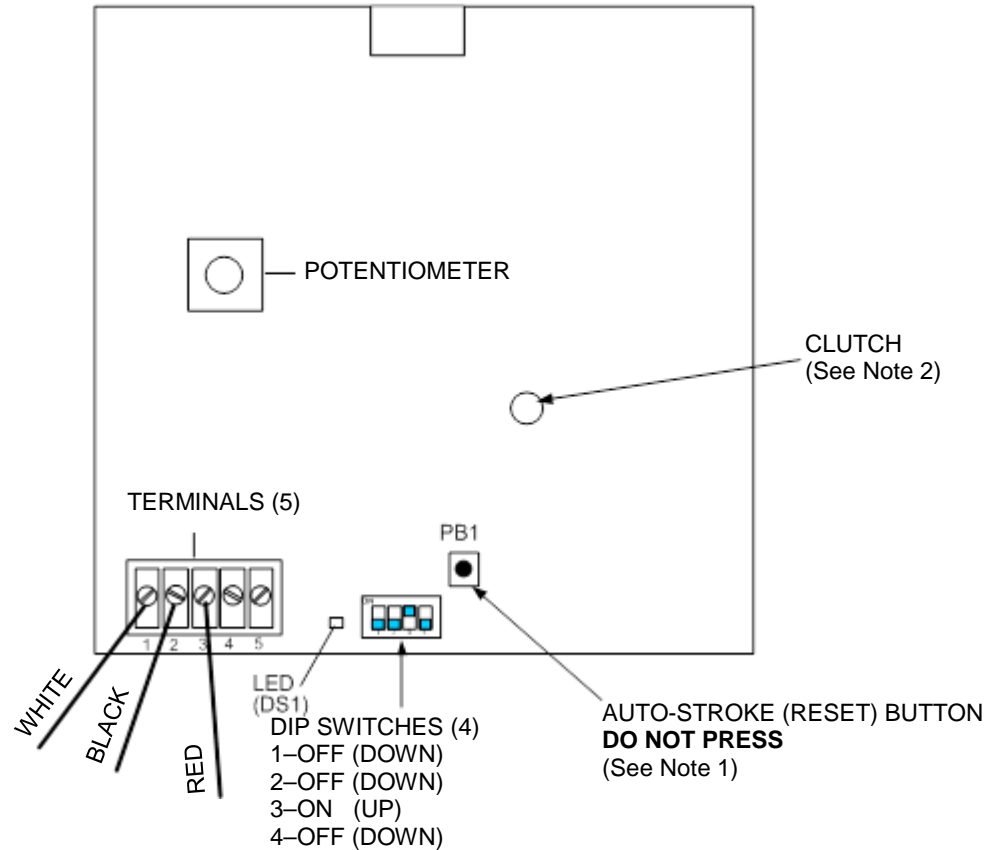 POTENTIOMETER
CLUTCH
(See Note 2)
TERMINALS (5)
PB1
ON
1 2 3 4 5
WHITE
BLACK
RED
LED
(DS1)
DIP SWITCHES (4)
1–OFF (DOWN)
2–OFF (DOWN)
3–ON (UP)
4–OFF (DOWN)
AUTO-STROKE (RESET) BUTTON
DO NOT PRESS
(See Note 1)